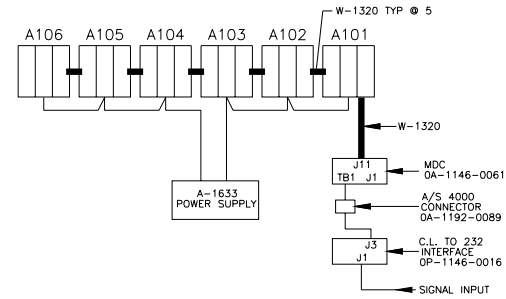 W-1320 TYP @ 5
A106 A105 A104 A103 A102 A101
W-1320
J11
TB1 J1
MDC
0A-1146-0061
A-1633
POWER SUPPLY
A/S 4000
CONNECTOR
0A-1192-0089
J3
J1
C.L. TO 232
INTERFACE
0P-1146-0016
SIGNAL INPUT